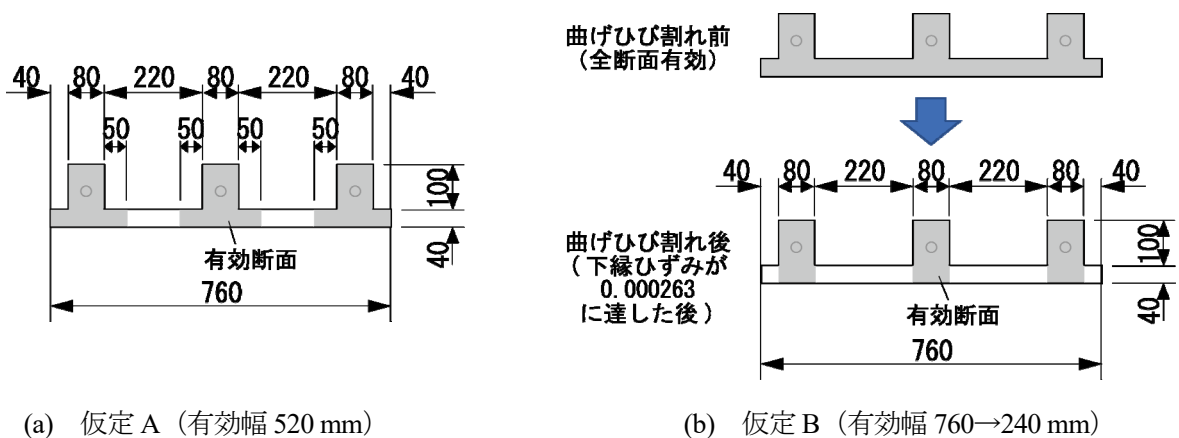 40 80 220 80 220 80 40
50 50 50 50
100
40
有効断面
760
(a) 仮定 A（有効幅 520 mm）
曲げひび割れ前
（全断面有効）
40 80 220 80 220 80 40
曲げひび割れ後
（下縁ひずみが
0.000263
に達した後）
100
40
有効断面
760
(b) 仮定 B（有効幅 760→240 mm）